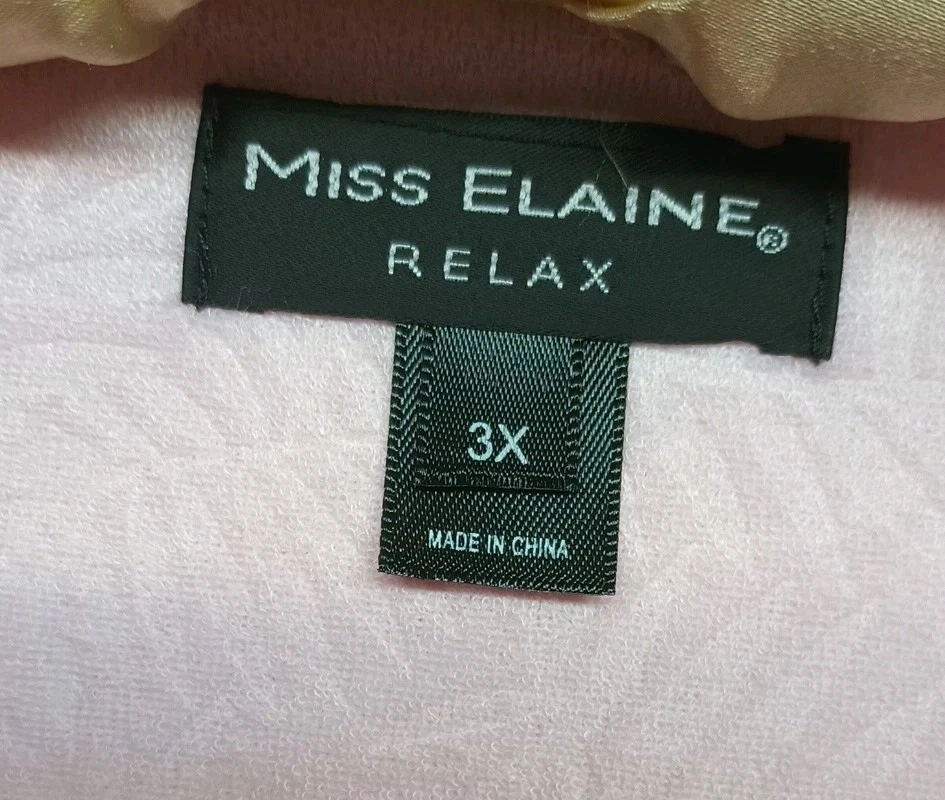 MISS ELAINE®
RELAX
3X
MADE IN CHINA